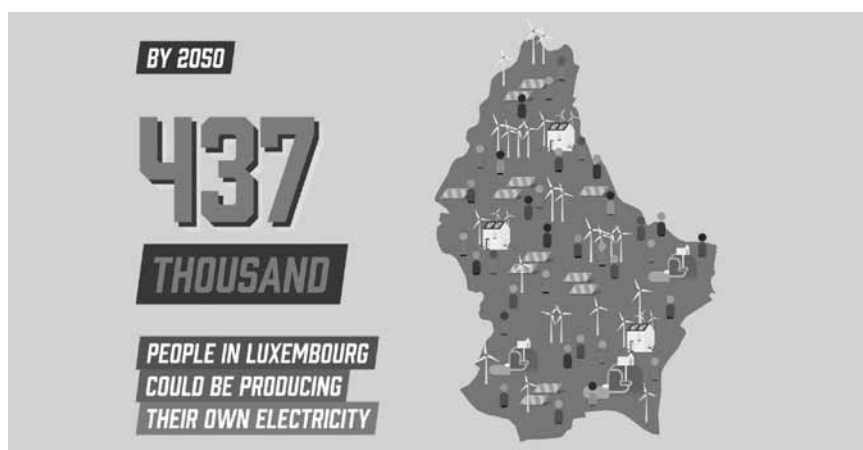 BY 2050
437
THOUSAND
PEOPLE IN LUXEMBOURG
COULD BE PRODUCING
THEIR OWN ELECTRICITY